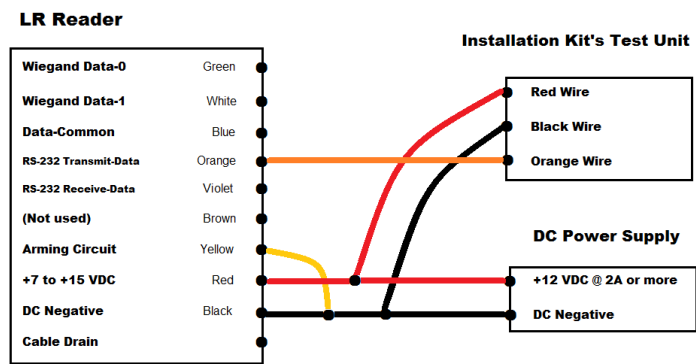 LR Reader
Installation Kit's Test Unit
Wiegand Data-0 Green
Wiegand Data-1 White
Data-Common Blue
RS-232 Transmit-Data Orange
RS-232 Receive-Data Violet
(Not used) Brown
Arming Circuit Yellow
+7 to +15 VDC Red
DC Negative Black
Cable Drain
Red Wire
Black Wire
Orange Wire
DC Power Supply
+12 VDC @ 2A or more
DC Negative